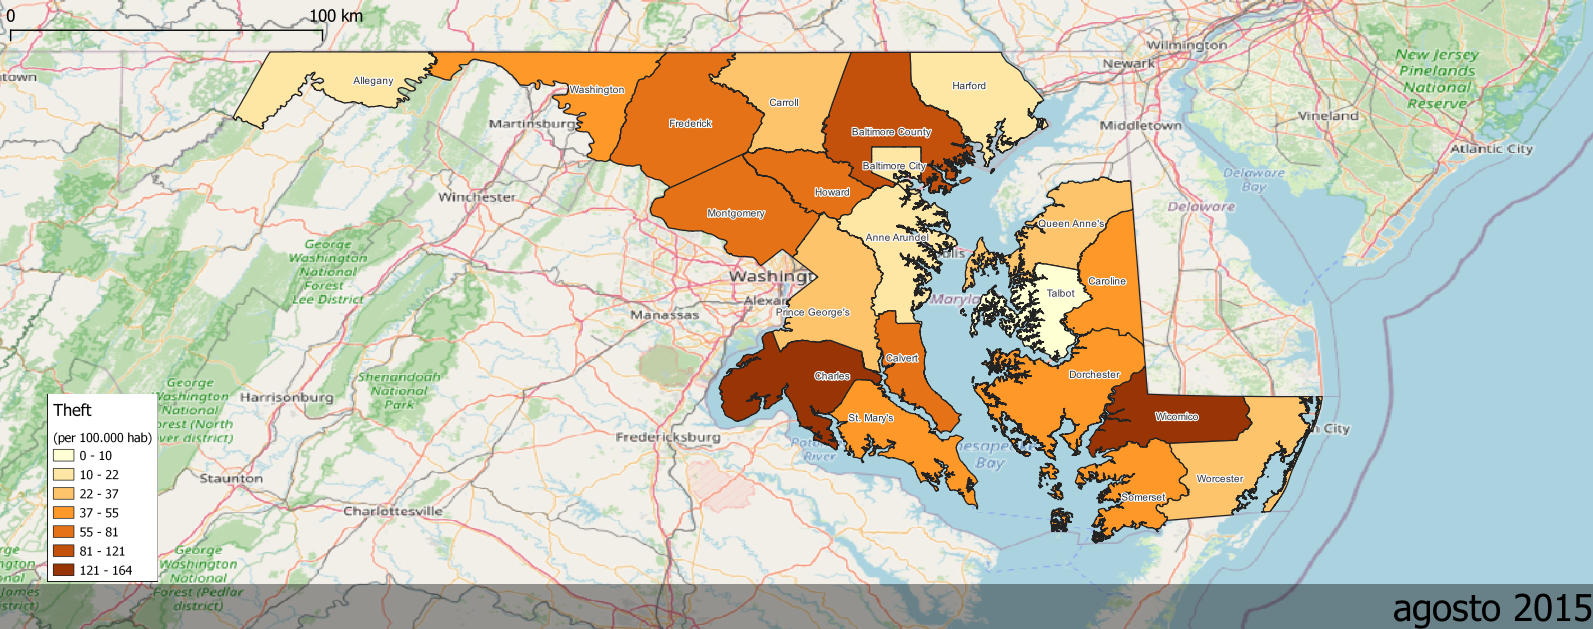 0
100 km
Wilmington
New Jersey
Pinelands
National
Reserve
Newark
town
Allegany
Washington
Carroll
Harford
Martinsburg
Frederick
Baltimore County
Middletown
Vineland
Atlantic City
Baltimore City
Delaware
Bay
Winchester
Howard
Montgomery
Delaware
Queen Anne's
Anne Arundel
George
Washington
National
Forest
Lee District
Washingt
Alexan
Maryla
Talbot
Caroline
Manassas
Prince George's
Calvert
Charles
Dorchester
Shenandoah
National
Park
George
Washington
National
orest (North
ver district)
Harrisonburg
St. Mary's
Wicomico
n City
Fredericksburg
Poto
River
hesape
Bay
Staunton
Worcester
Somerset
Charlottesville
Theft
(per 100.000 hab)
0 - 10
10 - 22
22 - 37
37 - 55
55 - 81
81 - 121
121 - 164
George
Washington
National
Forest (Pedlar
district)
agosto 2015